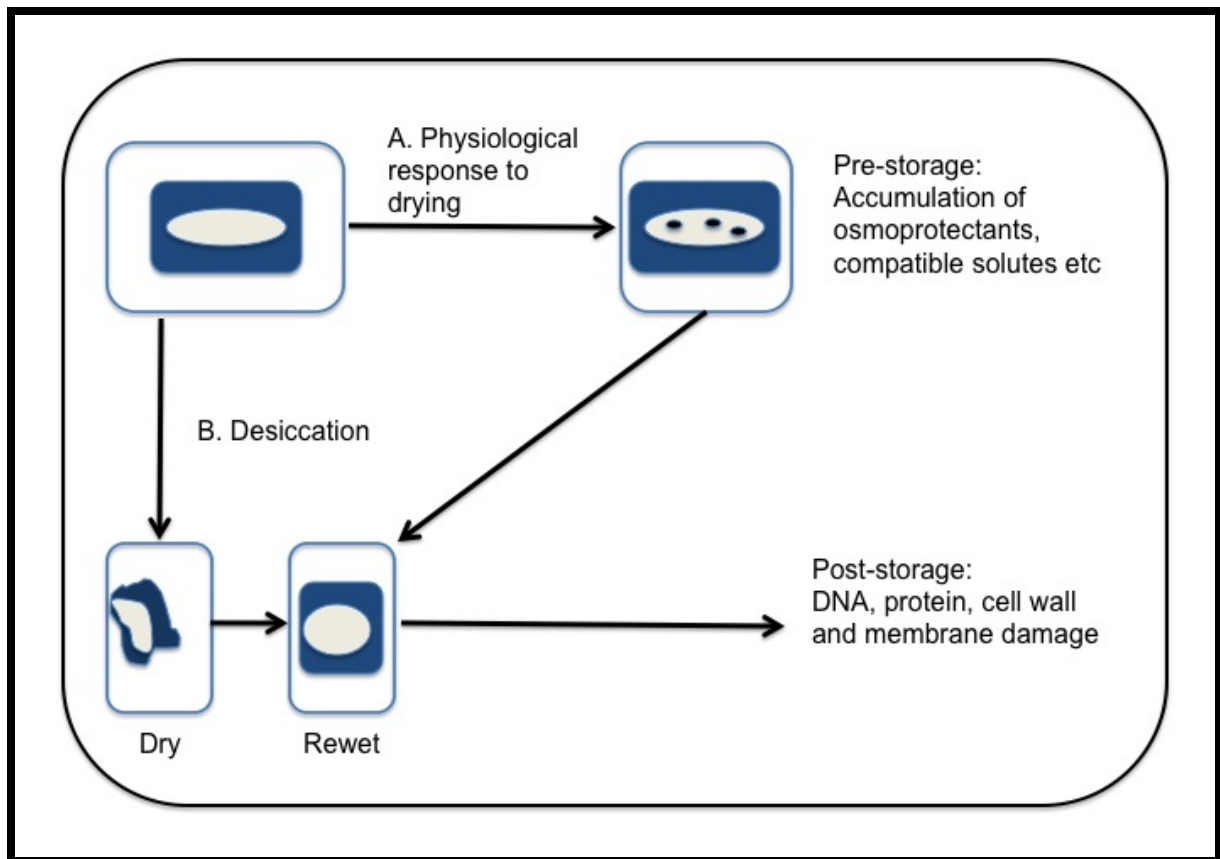 A. Physiological
response to
drying
Pre-storage:
Accumulation of
osmoprotectants,
compatible solutes etc
B. Desiccation
Post-storage:
DNA, protein, cell wall
and membrane damage
Dry
Rewet